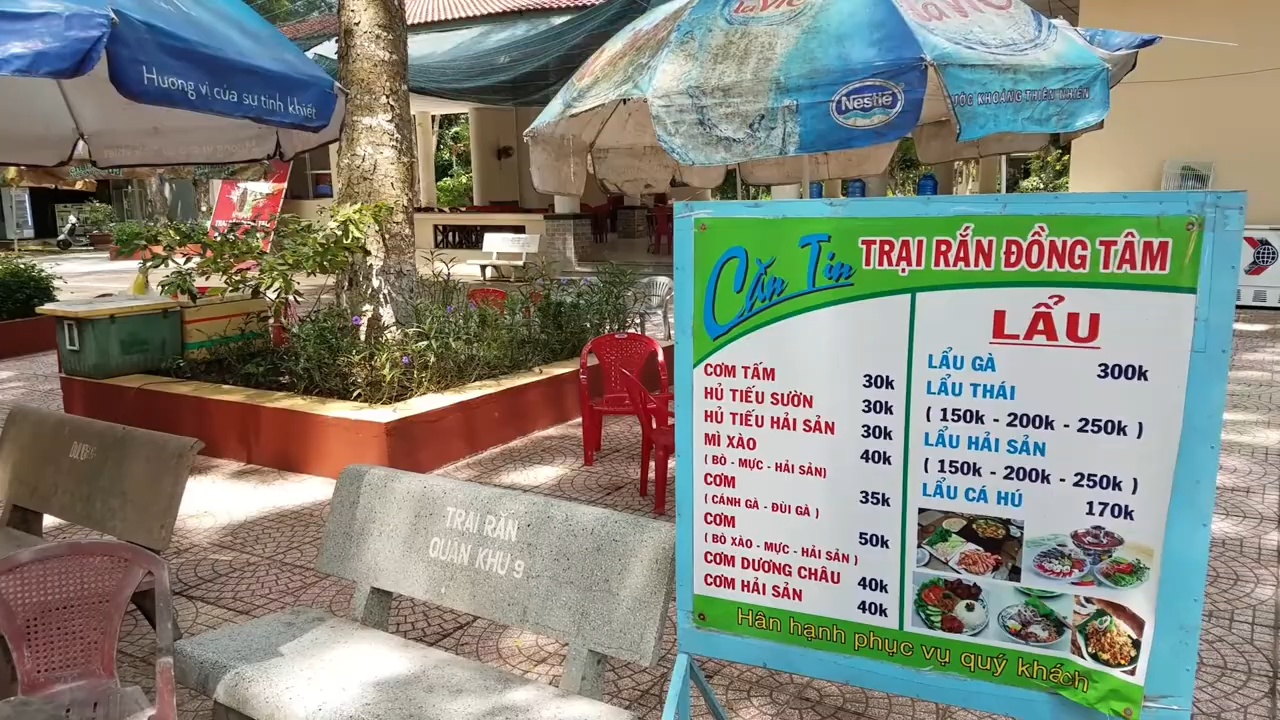 laVIE
laVIE
Hương vị của sự tinh khiết
Nestlé
ƯỚC KHOÁNG THIÊN NHIÊN
Căn Tin TRẠI RẮN ĐỒNG TÂM
CƠM TẤM 30k
HỦ TIẾU SƯỜN 30k
HỦ TIẾU HẢI SẢN 30k
MÌ XÀO 40k
( BÒ - MỰC - HẢI SẢN)
CƠM 35k
( CÁNH GÀ - ĐÙI GÀ )
CƠM 50k
( BÒ XÀO - MỰC - HẢI SẢN )
CƠM DƯƠNG CHÂU 40k
CƠM HẢI SẢN 40k
LẨU
LẨU GÀ 300k
LẨU THÁI
( 150k - 200k - 250k )
LẨU HẢI SẢN
( 150k - 200k - 250k )
LẨU CÁ HÚ 170k
Hân hạnh phục vụ quý khách
TRẠI RẮN
QUÂN KHU 9